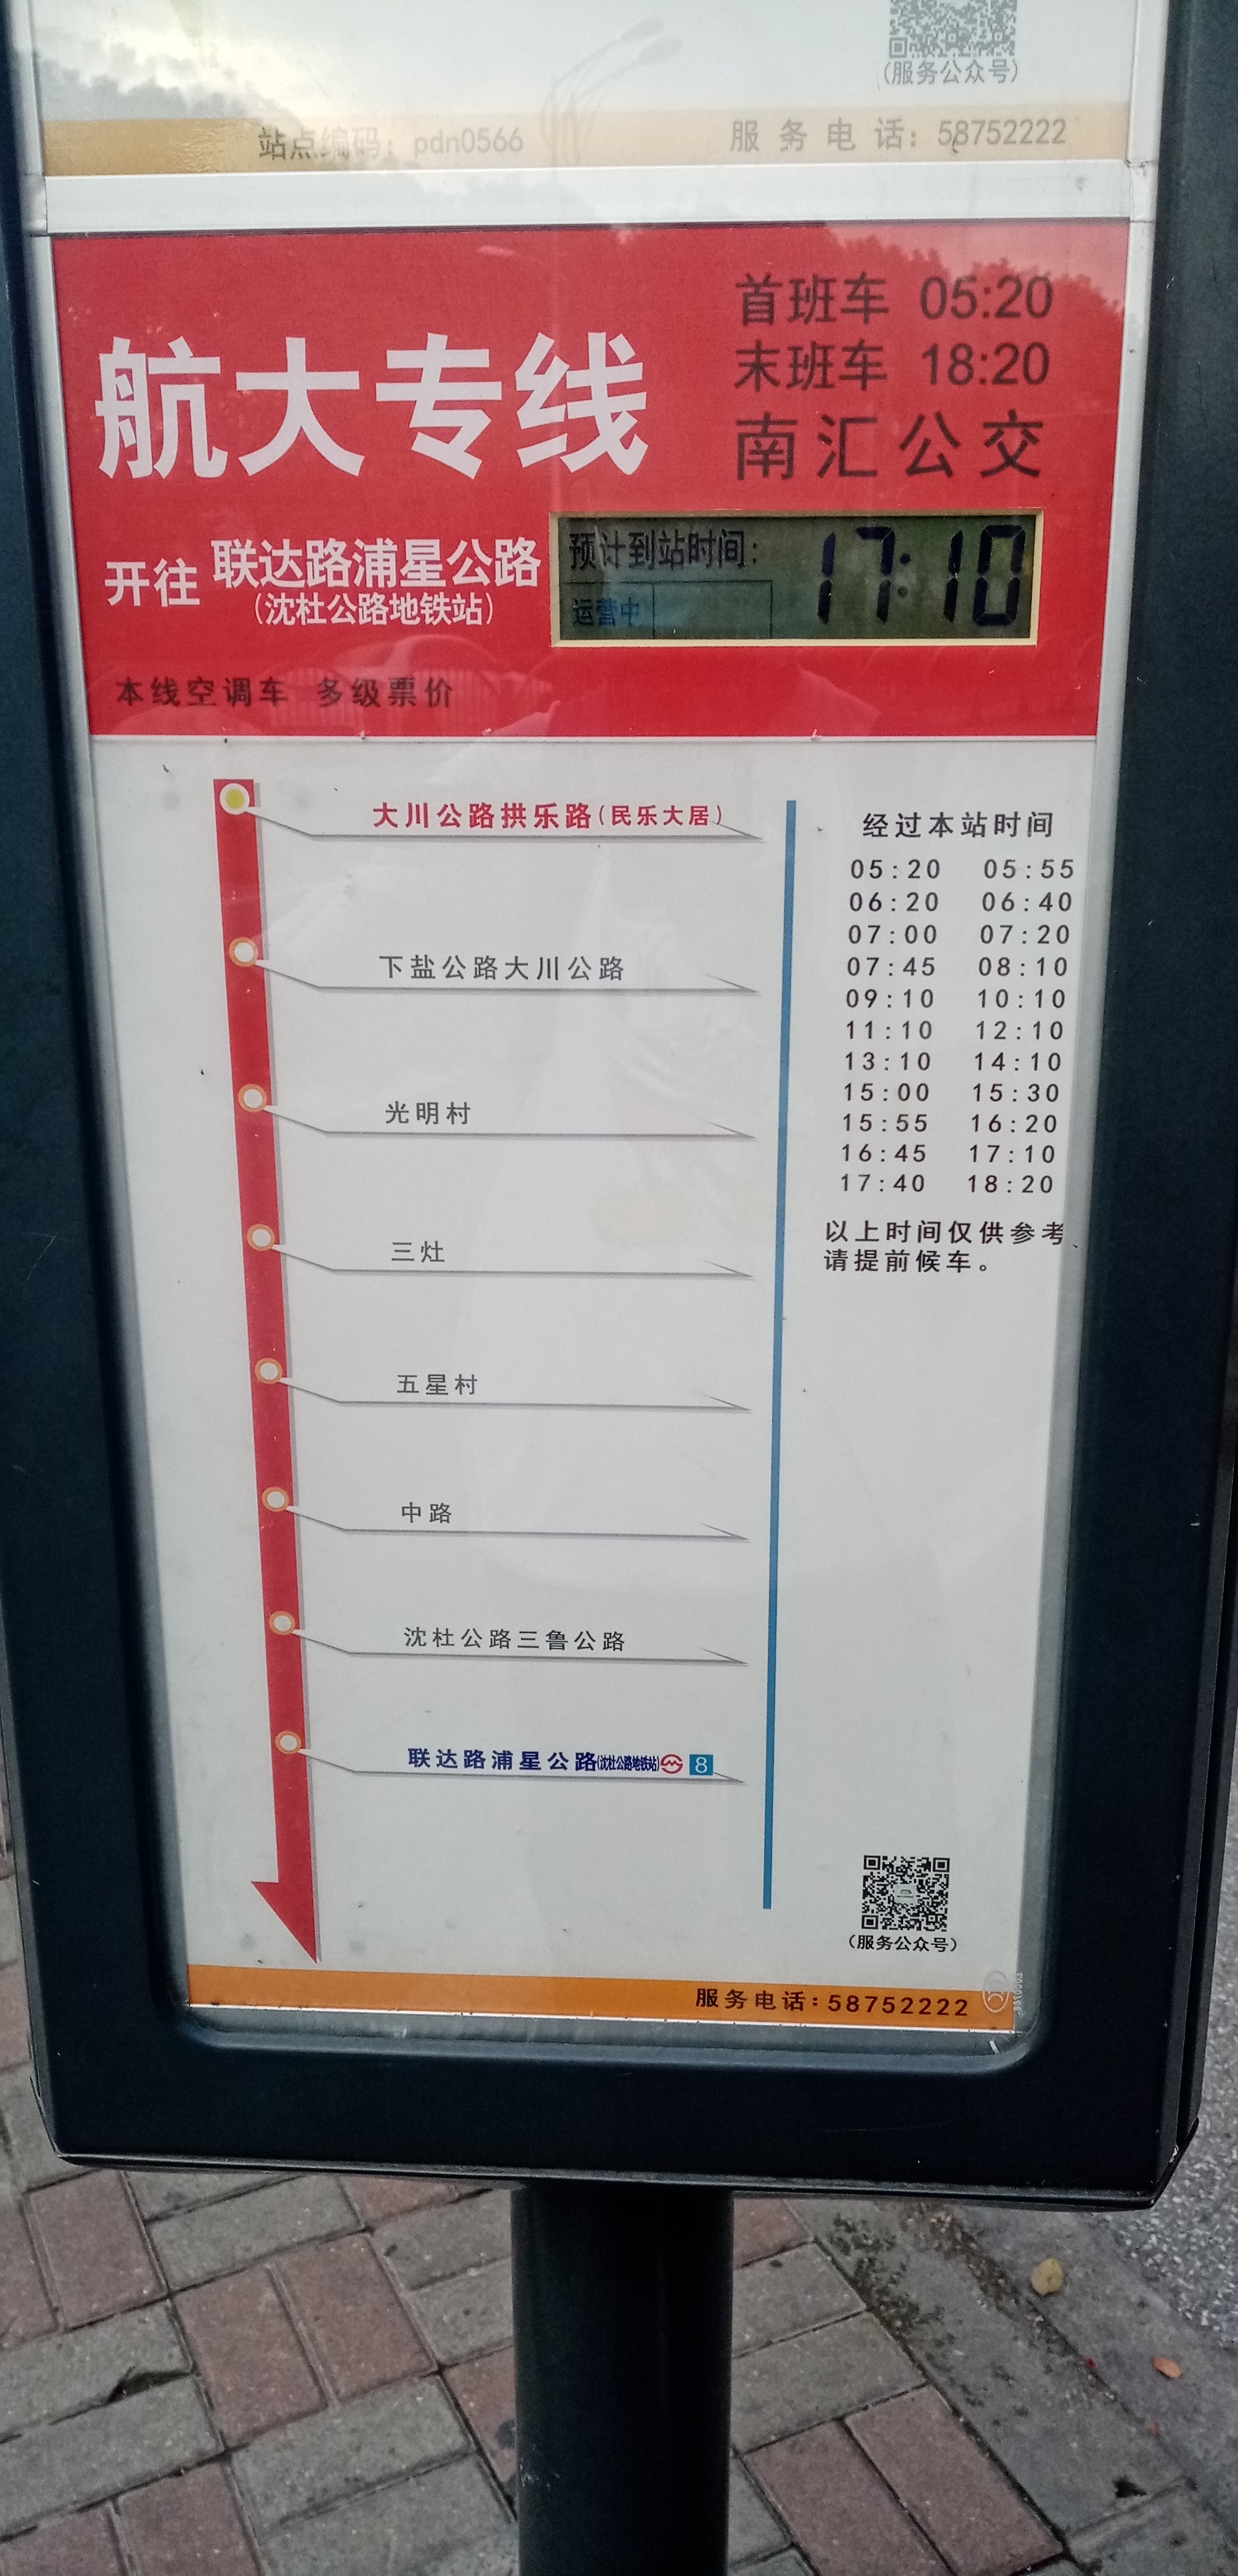 (服务公众号)
站点编码：pdn0566
服务电话：58752222
航大专线
首班车 05:20
末班车 18:20
南汇公交
开往 联达路浦星公路
(沈杜公路地铁站)
预计到站时间：
17:10
运营中
本线空调车 多级票价
大川公路拱乐路(民乐大居)
下盐公路大川公路
光明村
三灶
五星村
中路
沈杜公路三鲁公路
联达路浦星公路(沈杜公路地铁站) 8
经过本站时间
05:20 05:55
06:20 06:40
07:00 07:20
07:45 08:10
09:10 10:10
11:10 12:10
13:10 14:10
15:00 15:30
15:55 16:20
16:45 17:10
17:40 18:20
以上时间仅供参考
请提前候车。
(服务公众号)
服务电话：58752222